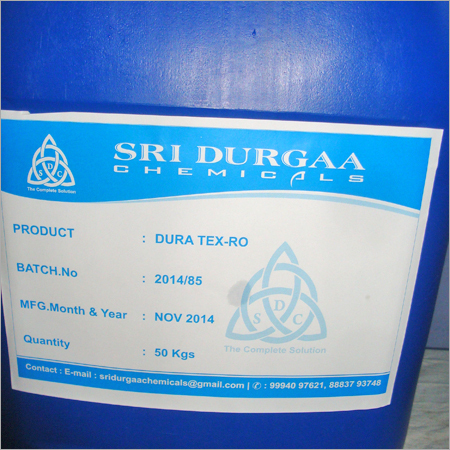 S D C
The Complete Solution
SRI DURGAA
CHEMICALS
PRODUCT : DURA TEX-RO
BATCH.No : 2014/85
MFG.Month & Year : NOV 2014
Quantity : 50 Kgs
S D C
The Complete Solution
Contact : E-mail : sridurgaachemicals@gmail.com | ✆ : 99940 97621, 88837 93748